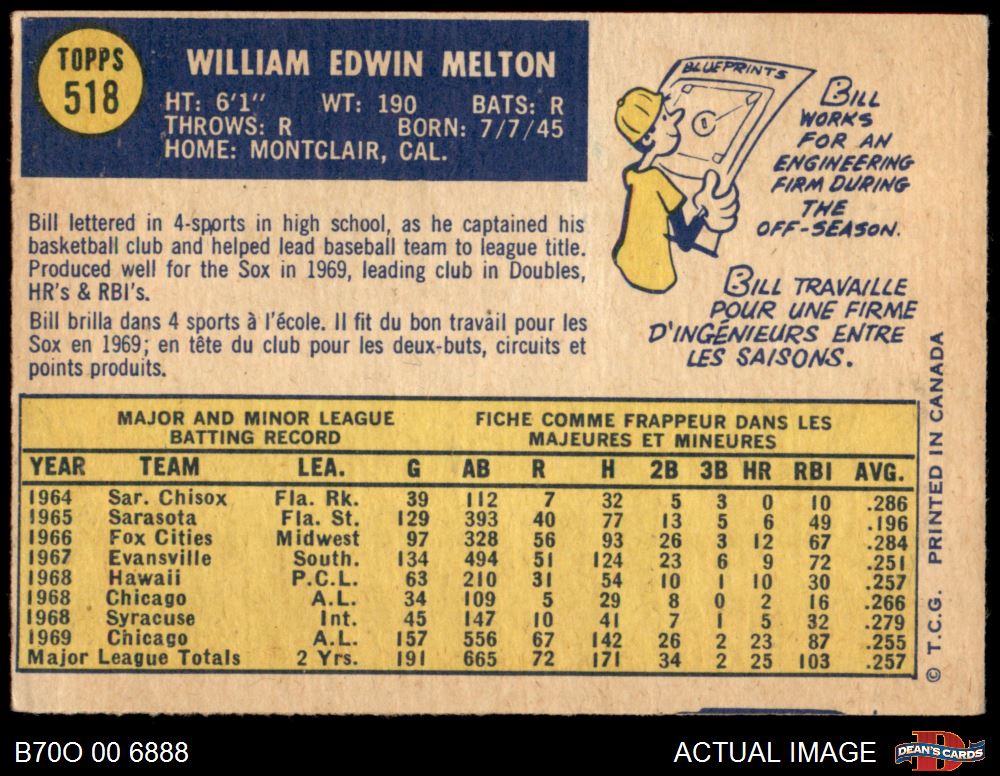 TOPPS
518
WILLIAM EDWIN MELTON
HT: 6'1" WT: 190 BATS: R
THROWS: R BORN: 7/7/45
HOME: MONTCLAIR, CAL.
BLUEPRINTS
BILL
WORKS
FOR AN
ENGINEERING
FIRM DURING
THE
OFF-SEASON.
BILL TRAVAILLE
POUR UNE FIRME
D'INGÉNIEURS ENTRE
LES SAISONS.
Bill lettered in 4-sports in high school, as he captained his
basketball club and helped lead baseball team to league title.
Produced well for the Sox in 1969, leading club in Doubles,
HR's & RBI's.
Bill brilla dans 4 sports à l'école. Il fit du bon travail pour les
Sox en 1969; en tête du club pour les deux-buts, circuits et
points produits.
MAJOR AND MINOR LEAGUE
BATTING RECORD
FICHE COMME FRAPPEUR DANS LES
MAJEURES ET MINEURES
YEAR TEAM LEA. G AB R H 2B 3B HR RBI AVG.
1964 Sar. Chisox Fla. Rk. 39 112 7 32 5 3 0 10 .286
1965 Sarasota Fla. St. 129 393 40 77 13 5 6 49 .196
1966 Fox Cities Midwest 97 328 56 93 26 3 12 67 .284
1967 Evansville South. 134 494 51 124 23 6 9 72 .251
1968 Hawaii P.C.L. 63 210 31 54 10 1 10 30 .257
1968 Chicago A.L. 34 109 5 29 8 0 2 16 .266
1968 Syracuse Int. 45 147 10 41 7 1 5 32 .279
1969 Chicago A.L. 157 556 67 142 26 2 23 87 .255
Major League Totals 2 Yrs. 191 665 72 171 34 2 25 103 .257
© T.C.G. PRINTED IN CANADA
B70O 00 6888
ACTUAL IMAGE
DEAN'S CARDS